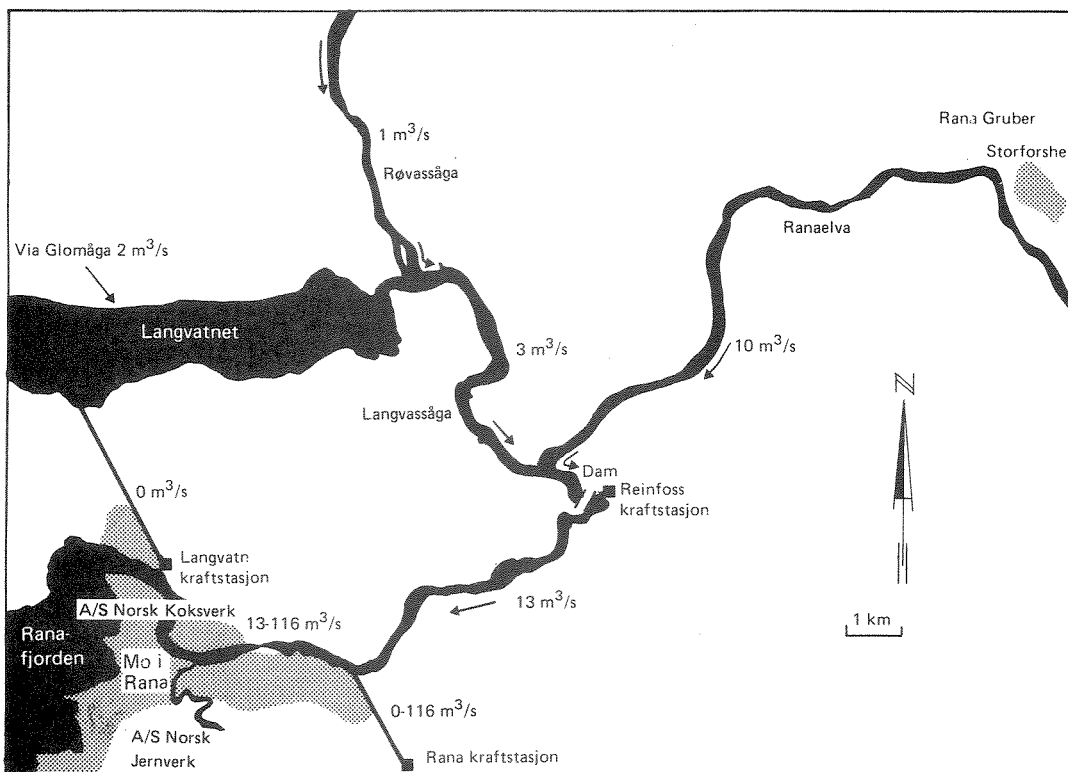 1 m³/s
Røvassåga
Rana Gruber
Storforshe
Ranaelva
Via Glomåga 2 m³/s
Langvatnet
3 m³/s
10 m³/s
Langvassåga
N
Dam
Reinfoss
kraftstasjon
0 m³/s
Langvatn
kraftstasjon
A/S Norsk Koksverk
13-116 m³/s
13 m³/s
1 km
Rana-
fjorden
Mo i
Rana
0-116 m³/s
A/S Norsk
Jernverk
Rana kraftstasjon